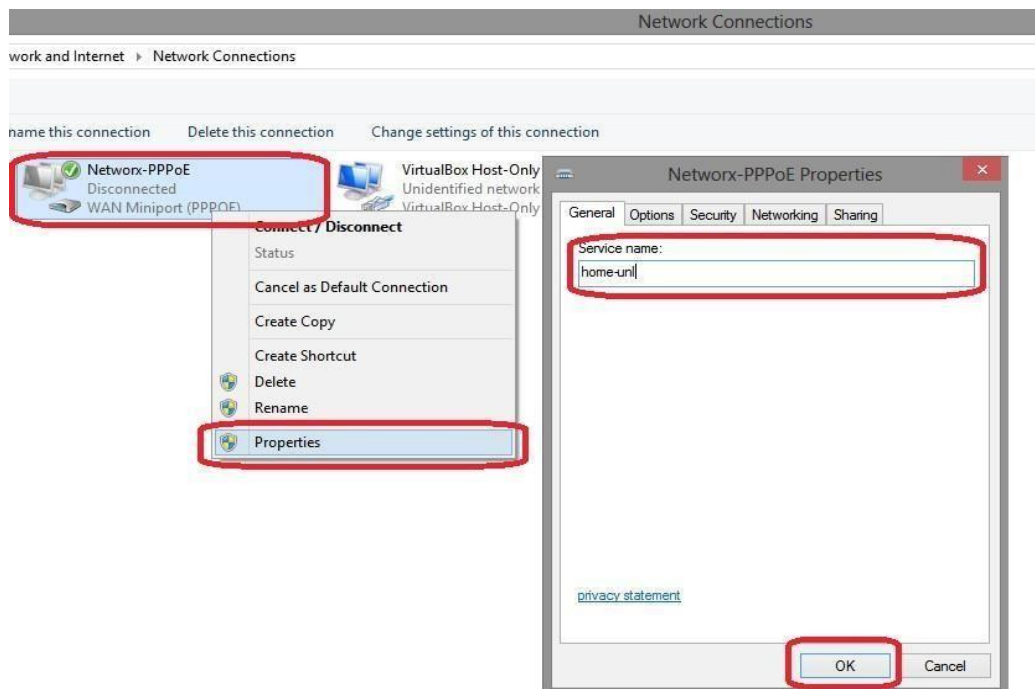 Network Connections
work and Internet ▸ Network Connections
name this connection Delete this connection Change settings of this connection
Networx-PPPoE
Disconnected
WAN Miniport (PPPOE)
VirtualBox Host-Only
Unidentified network
VirtualBox Host-Only
Connect / Disconnect
Status
Cancel as Default Connection
Create Copy
Create Shortcut
Delete
Rename
Properties
Networx-PPPoE Properties
General Options Security Networking Sharing
Service name:
home-unl
privacy statement
OK Cancel